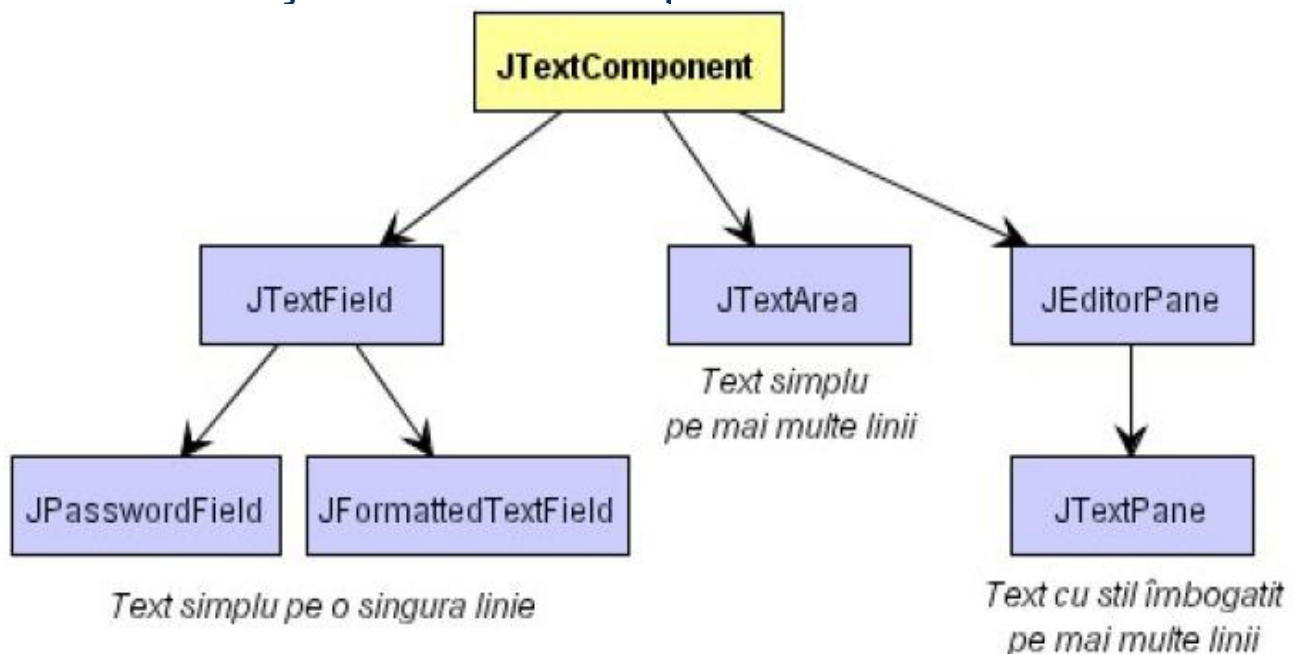 JTextComponent
JTextField
JTextArea
JEditorPane
Text simplu
pe mai multe linii
JPasswordField
JFormattedTextField
JTextPane
Text simplu pe o singura linie
Text cu stil îmbogatit
pe mai multe linii